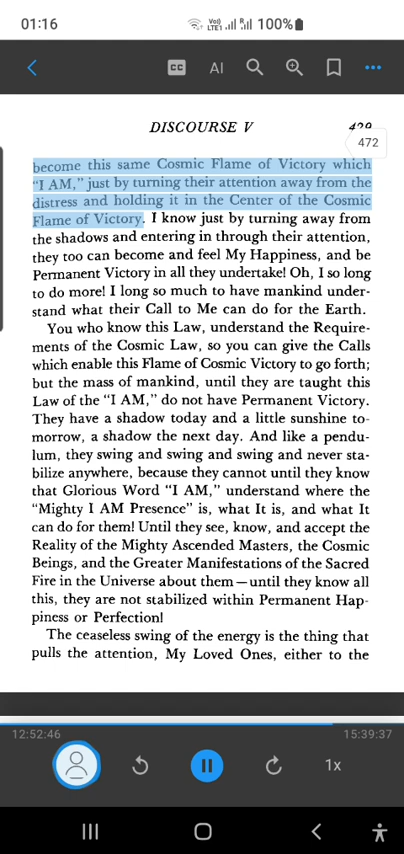 01:16
Vo))
LTE1
R
100%
CC
AI
DISCOURSE V
429
472
become this same Cosmic Flame of Victory which
“I AM,” just by turning their attention away from the
distress and holding it in the Center of the Cosmic
Flame of Victory. I know just by turning away from
the shadows and entering in through their attention,
they too can become and feel My Happiness, and be
Permanent Victory in all they undertake! Oh, I so long
to do more! I long so much to have mankind under-
stand what their Call to Me can do for the Earth.
You who know this Law, understand the Require-
ments of the Cosmic Law, so you can give the Calls
which enable this Flame of Cosmic Victory to go forth;
but the mass of mankind, until they are taught this
Law of the “I AM,” do not have Permanent Victory.
They have a shadow today and a little sunshine to-
morrow, a shadow the next day. And like a pendu-
lum, they swing and swing and swing and never sta-
bilize anywhere, because they cannot until they know
that Glorious Word “I AM,” understand where the
“Mighty I AM Presence” is, what It is, and what It
can do for them! Until they see, know, and accept the
Reality of the Mighty Ascended Masters, the Cosmic
Beings, and the Greater Manifestations of the Sacred
Fire in the Universe about them—until they know all
this, they are not stabilized within Permanent Hap-
piness or Perfection!
The ceaseless swing of the energy is the thing that
pulls the attention, My Loved Ones, either to the
12:52:46
15:39:37
1x